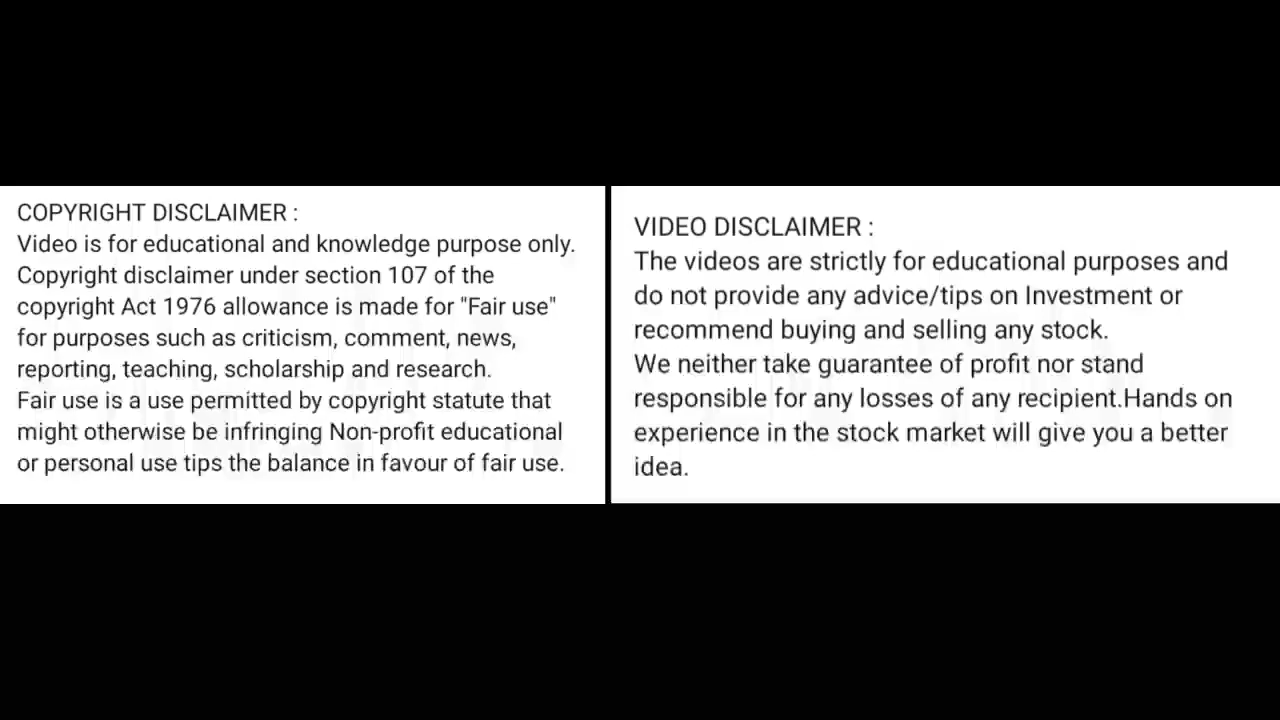 COPYRIGHT DISCLAIMER :
Video is for educational and knowledge purpose only.
Copyright disclaimer under section 107 of the
copyright Act 1976 allowance is made for "Fair use"
for purposes such as criticism, comment, news,
reporting, teaching, scholarship and research.
Fair use is a use permitted by copyright statute that
might otherwise be infringing Non-profit educational
or personal use tips the balance in favour of fair use.
VIDEO DISCLAIMER :
The videos are strictly for educational purposes and
do not provide any advice/tips on Investment or
recommend buying and selling any stock.
We neither take guarantee of profit nor stand
responsible for any losses of any recipient.Hands on
experience in the stock market will give you a better
idea.